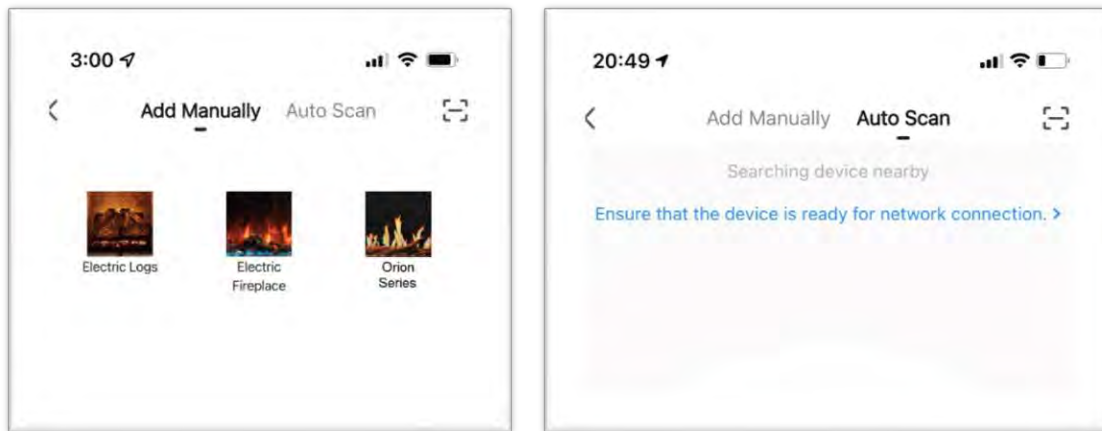 3:00
Add Manually Auto Scan
Electric Logs
Electric
Fireplace
Orion
Series
20:49
Add Manually Auto Scan
Searching device nearby
Ensure that the device is ready for network connection. >